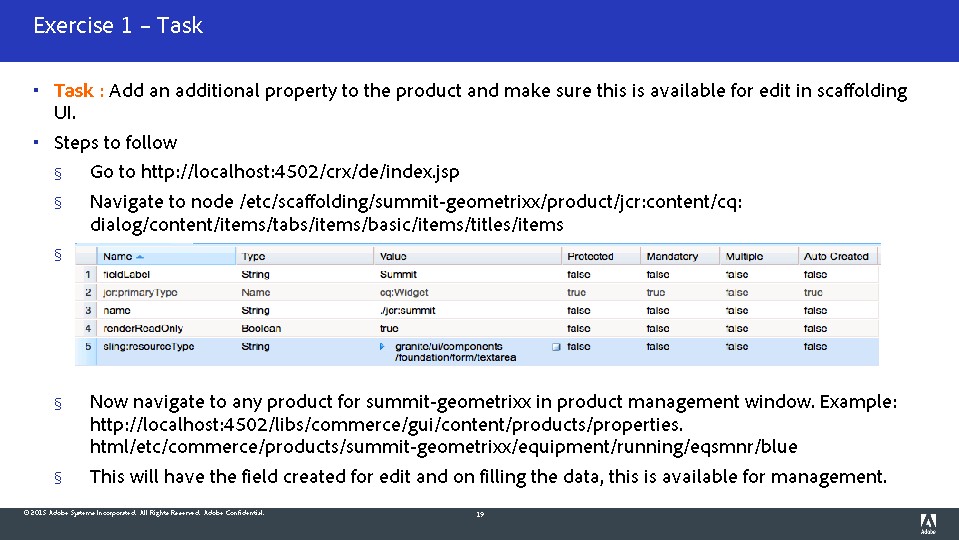 Exercise 1 – Task
▪ Task : Add an additional property to the product and make sure this is available for edit in scaffolding
UI.
▪ Steps to follow
§ Go to http://localhost:4502/crx/de/index.jsp
§ Navigate to node /etc/scaffolding/summit-geometrixx/product/jcr:content/cq:
dialog/content/items/tabs/items/basic/items/titles/items
§
Name Type Value Protected Mandatory Multiple Auto Created
1 fieldLabel String Summit false false false false
2 jcr:primaryType Name cq:Widget true true false true
3 name String ./jcr:summit false false false false
4 renderReadOnly Boolean true false false false false
5 sling:resourceType String granite/ui/components false false false false
/foundation/form/textarea
§ Now navigate to any product for summit-geometrixx in product management window. Example:
http://localhost:4502/libs/commerce/gui/content/products/properties.
html/etc/commerce/products/summit-geometrixx/equipment/running/eqsmnr/blue
§ This will have the field created for edit and on filling the data, this is available for management.
© 2015 Adobe Systems Incorporated. All Rights Reserved. Adobe Confidential. 19
Adobe